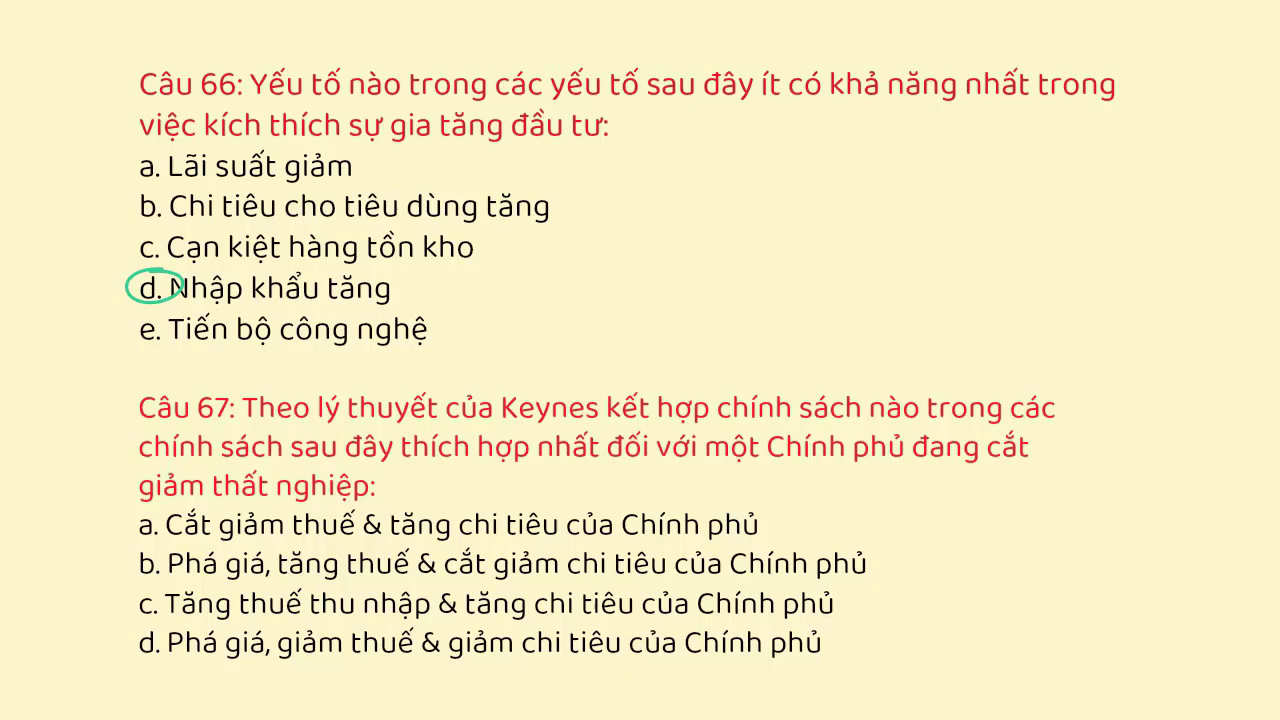 Câu 66: Yếu tố nào trong các yếu tố sau đây ít có khả năng nhất trong
việc kích thích sự gia tăng đầu tư:
a. Lãi suất giảm
b. Chi tiêu cho tiêu dùng tăng
c. Cạn kiệt hàng tồn kho
d. Nhập khẩu tăng
e. Tiến bộ công nghệ
Câu 67: Theo lý thuyết của Keynes kết hợp chính sách nào trong các
chính sách sau đây thích hợp nhất đối với một Chính phủ đang cắt
giảm thất nghiệp:
a. Cắt giảm thuế & tăng chi tiêu của Chính phủ
b. Phá giá, tăng thuế & cắt giảm chi tiêu của Chính phủ
c. Tăng thuế thu nhập & tăng chi tiêu của Chính phủ
d. Phá giá, giảm thuế & giảm chi tiêu của Chính phủ